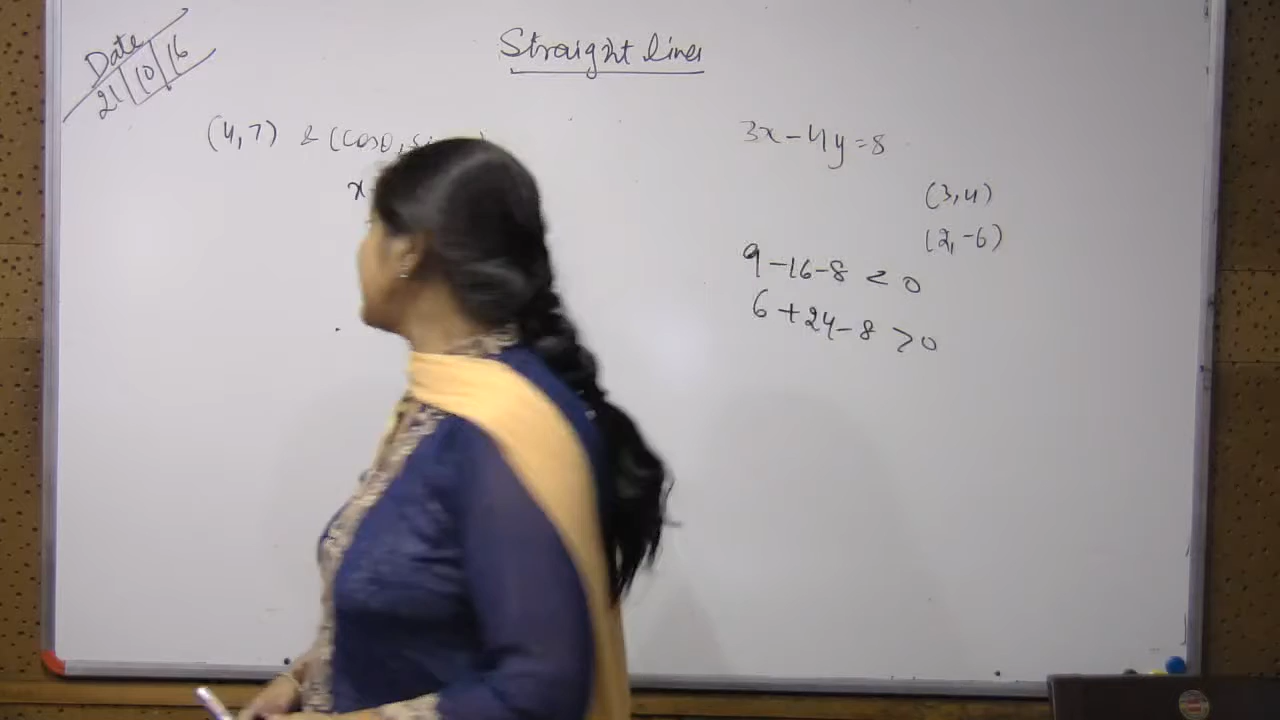 Date
21/10/16
Straight lines
(4,7) & (cosθ,
x
3x-4y=8
(3,4)
(2,-6)
9-16-8 < 0
6+24-8 >0